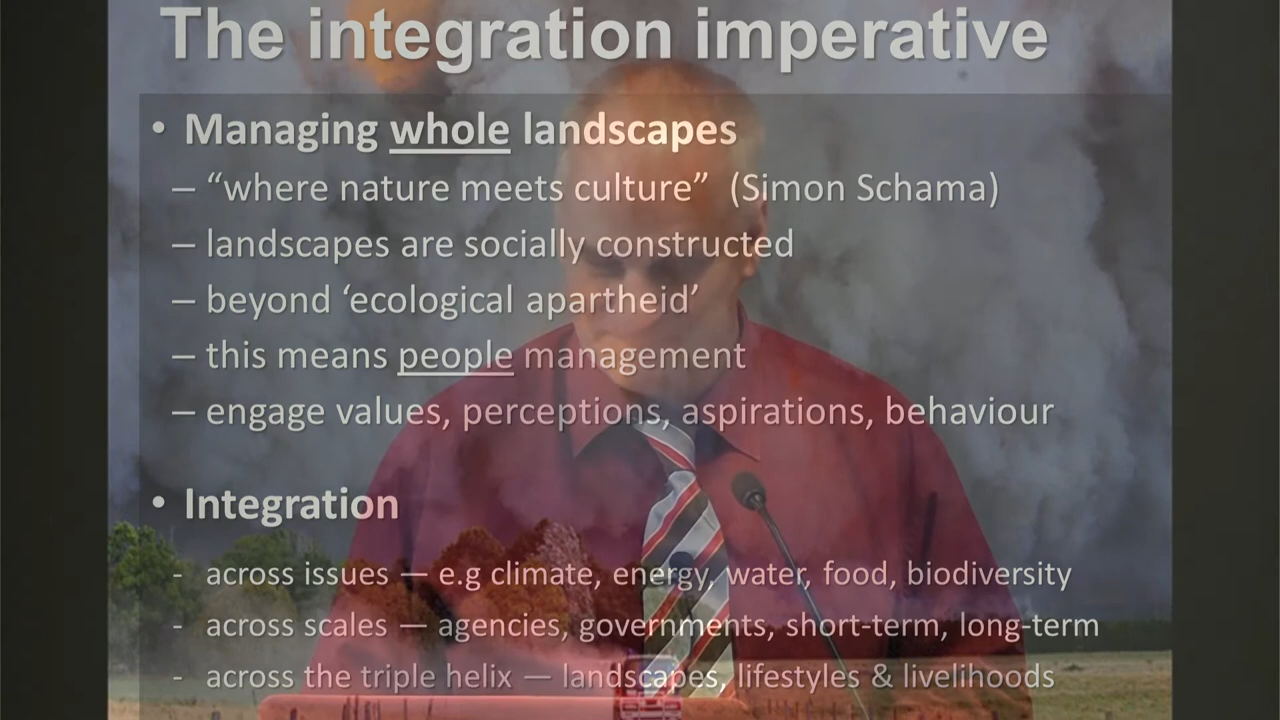 The integration imperative
• Managing whole landscapes
– “where nature meets culture” (Simon Schama)
– landscapes are socially constructed
– beyond ‘ecological apartheid’
– this means people management
– engage values, perceptions, aspirations, behaviour
• Integration
- across issues — e.g climate, energy, water, food, biodiversity
- across scales — agencies, governments, short-term, long-term
- across the triple helix — landscapes, lifestyles & livelihoods